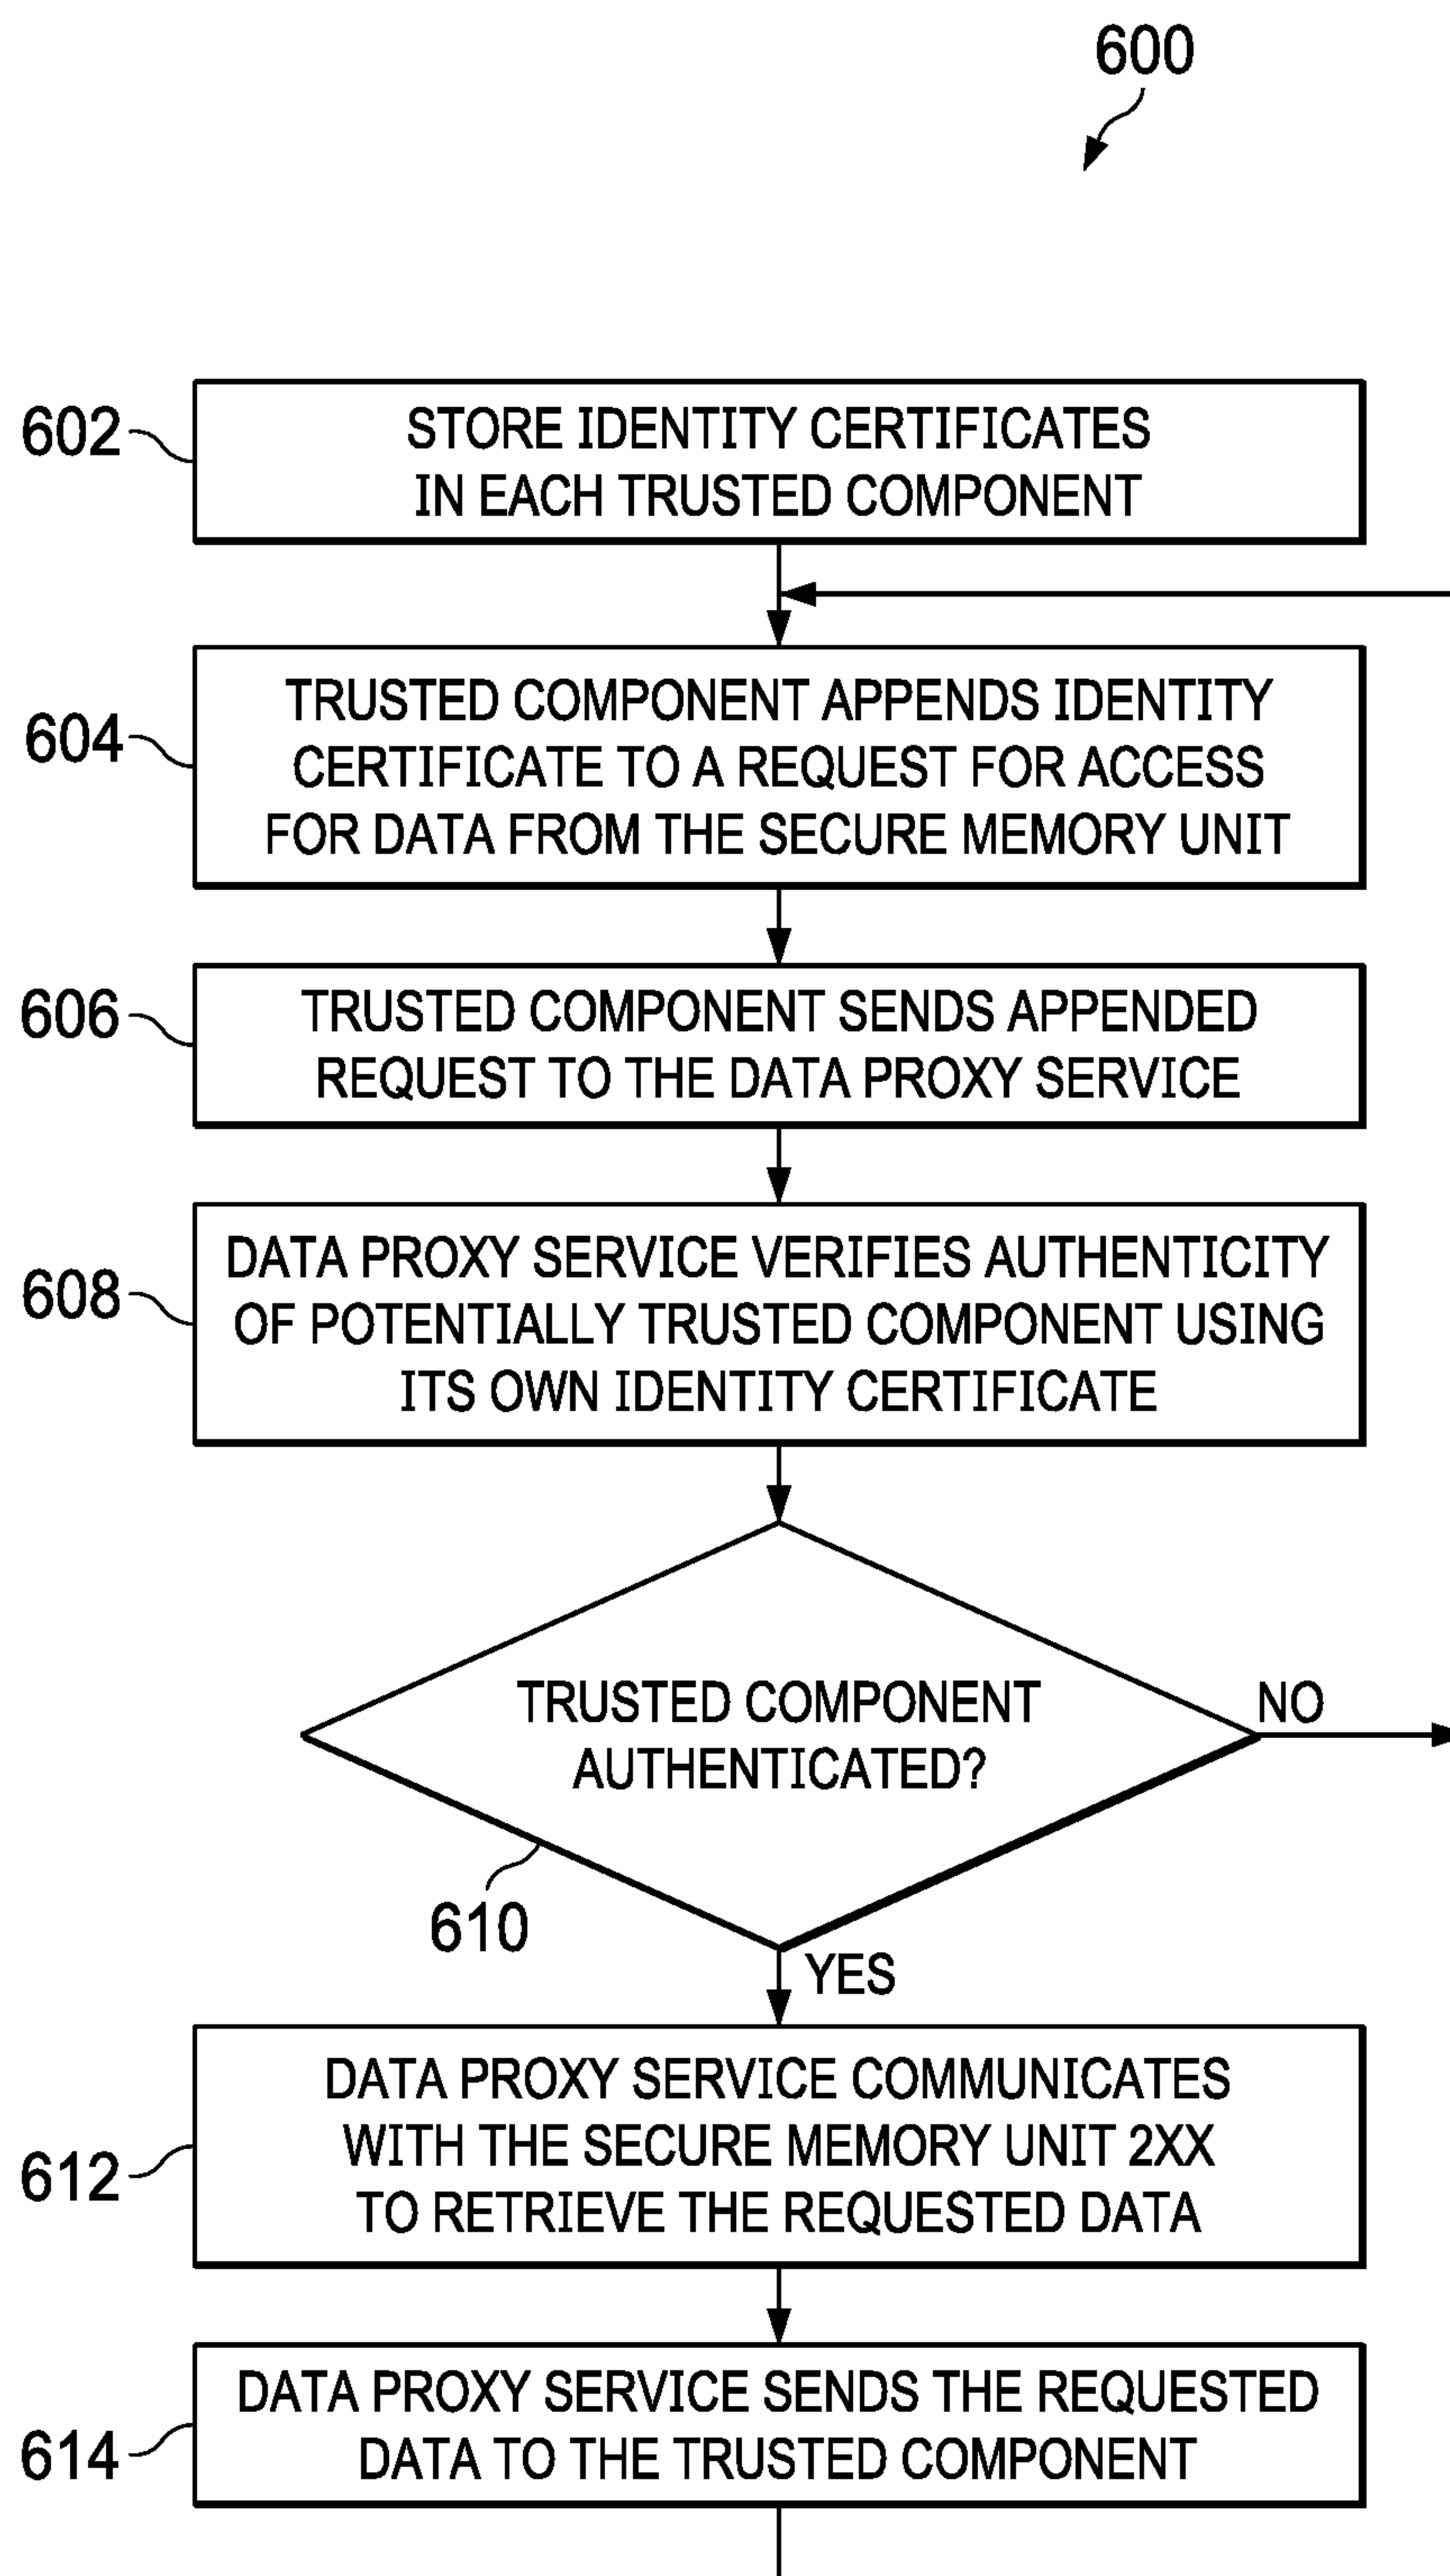 600
602
STORE IDENTITY CERTIFICATES
IN EACH TRUSTED COMPONENT
604
TRUSTED COMPONENT APPENDS IDENTITY
CERTIFICATE TO A REQUEST FOR ACCESS
FOR DATA FROM THE SECURE MEMORY UNIT
606
TRUSTED COMPONENT SENDS APPENDED
REQUEST TO THE DATA PROXY SERVICE
608
DATA PROXY SERVICE VERIFIES AUTHENTICITY
OF POTENTIALLY TRUSTED COMPONENT USING
ITS OWN IDENTITY CERTIFICATE
TRUSTED COMPONENT
AUTHENTICATED?
NO
610
YES
612
DATA PROXY SERVICE COMMUNICATES
WITH THE SECURE MEMORY UNIT 2XX
TO RETRIEVE THE REQUESTED DATA
614
DATA PROXY SERVICE SENDS THE REQUESTED
DATA TO THE TRUSTED COMPONENT